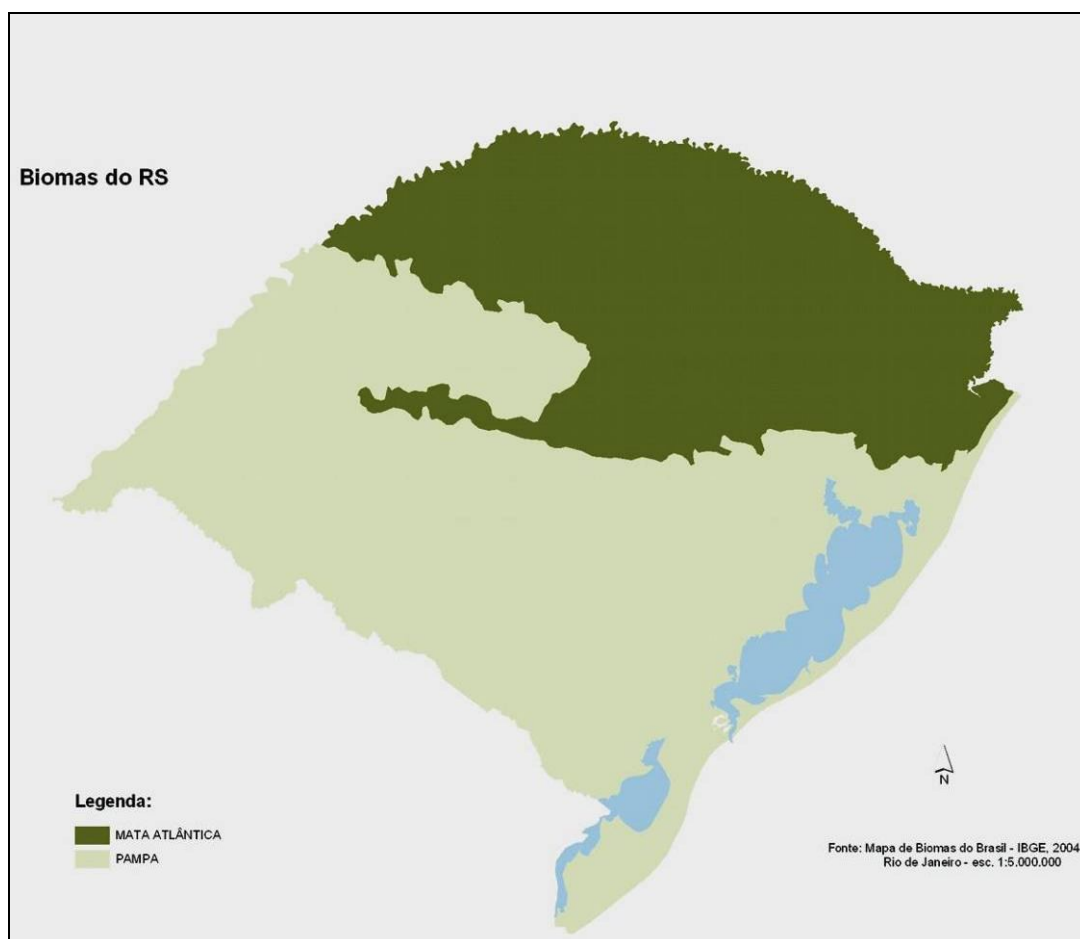 Biomas do RS
N
Legenda:
MATA ATLÂNTICA
PAMPA
Fonte: Mapa de Biomas do Brasil - IBGE, 2004
Rio de Janeiro - esc. 1:5.000.000